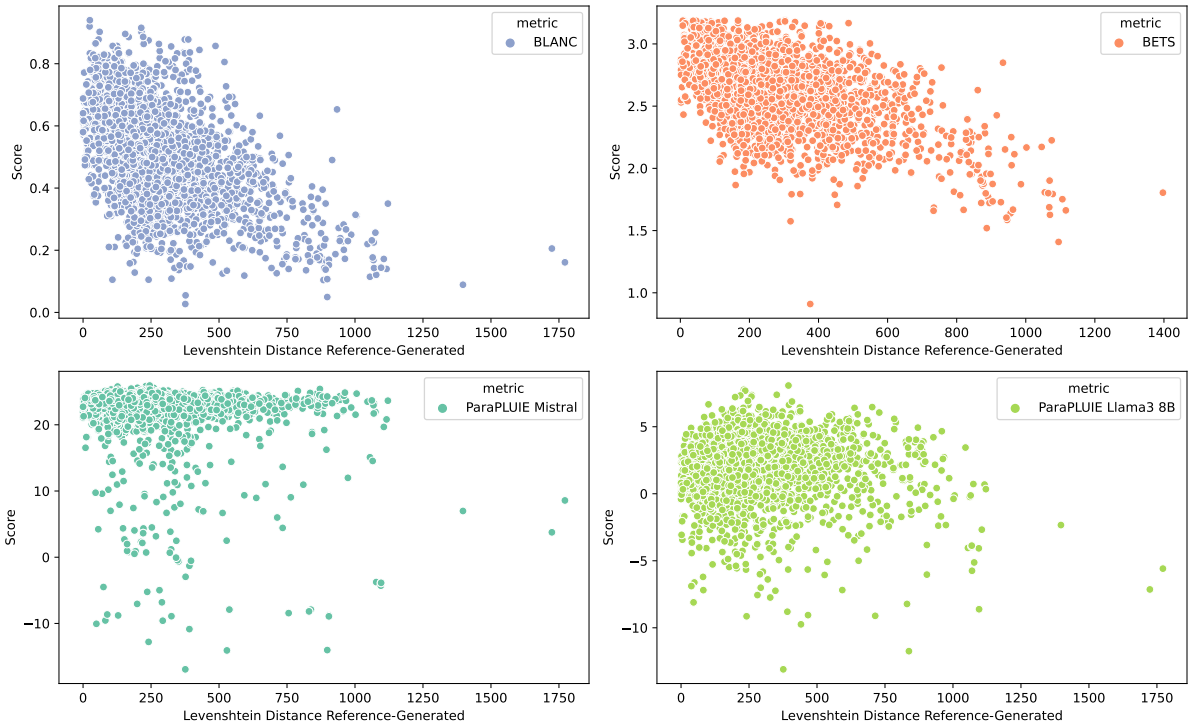 metric
BLANC
0.8
0.6
0.4
0.2
0.0
Score
0 250 500 750 1000 1250 1500 1750
Levenshtein Distance Reference-Generated
metric
BETS
3.0
2.5
2.0
1.5
1.0
Score
0 200 400 600 800 1000 1200 1400
Levenshtein Distance Reference-Generated
metric
ParaPLUIE Mistral
20
10
0
−10
Score
0 250 500 750 1000 1250 1500 1750
Levenshtein Distance Reference-Generated
metric
ParaPLUIE Llama3 8B
5
0
−5
−10
Score
0 250 500 750 1000 1250 1500 1750
Levenshtein Distance Reference-Generated